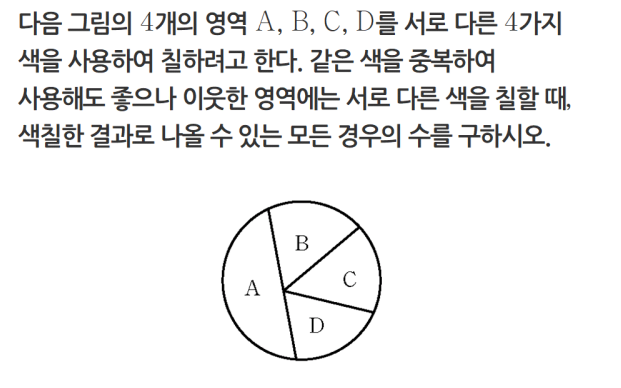 다음 그림의 4개의 영역 A, B, C, D를 서로 다른 4가지
색을 사용하여 칠하려고 한다. 같은 색을 중복하여
사용해도 좋으나 이웃한 영역에는 서로 다른 색을 칠할 때,
색칠한 결과로 나올 수 있는 모든 경우의 수를 구하시오.
B
A
C
D